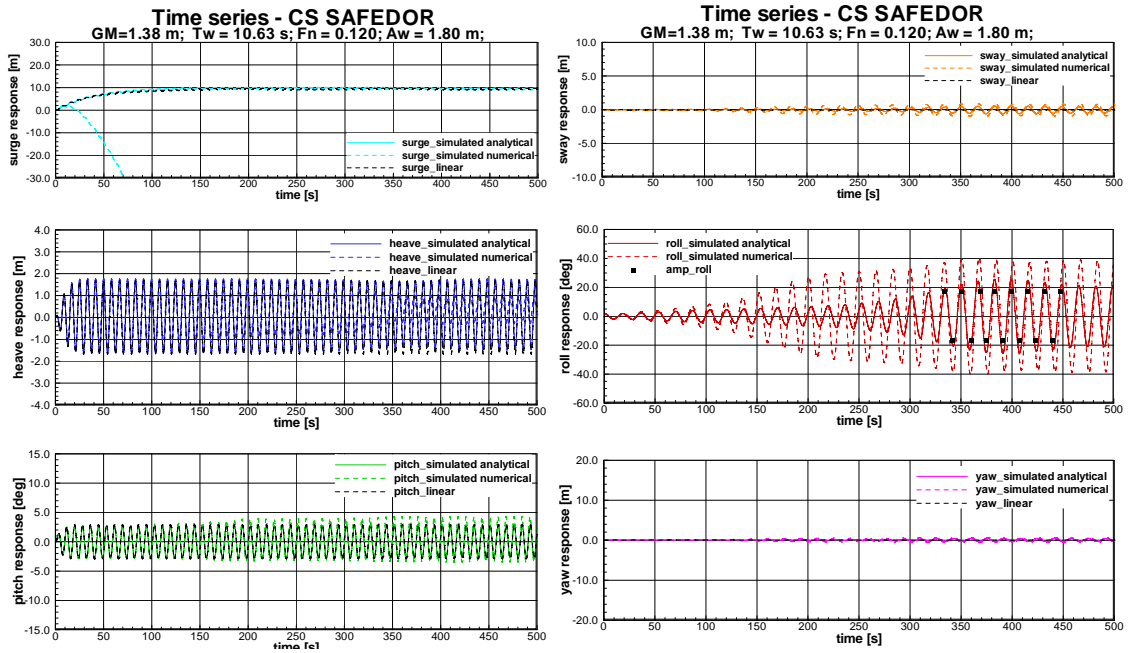 Time series - CS SAFEDOR
GM=1.38 m; Tw = 10.63 s; Fn = 0.120; Aw = 1.80 m;
surge response [m]
30.0
20.0
10.0
0.0
-10.0
-20.0
-30.0
surge_simulated analytical
surge_simulated numerical
surge_linear
0 50 100 150 200 250 300 350 400 450 500
time [s]
heave response [m]
4.0
3.0
2.0
1.0
0.0
-1.0
-2.0
-3.0
-4.0
heave_simulated analytical
heave_simulated numerical
heave_linear
0 50 100 150 200 250 300 350 400 450 500
time [s]
pitch response [deg]
15.0
10.0
5.0
0.0
-5.0
-10.0
-15.0
pitch_simulated analytical
pitch_simulated numerical
pitch_linear
0 50 100 150 200 250 300 350 400 450 500
time [s]
Time series - CS SAFEDOR
GM=1.38 m; Tw = 10.63 s; Fn = 0.120; Aw = 1.80 m;
sway response [m]
10.0
5.0
0.0
-5.0
-10.0
sway_simulated analytical
sway_simulated numerical
sway_linear
0 50 100 150 200 250 300 350 400 450 500
time [s]
roll response [deg]
60.0
40.0
20.0
0.0
-20.0
-40.0
-60.0
roll_simulated analytical
roll_simulated numerical
amp_roll
0 50 100 150 200 250 300 350 400 450 500
time [s]
yaw response [m]
20.0
10.0
0.0
-10.0
-20.0
yaw_simulated analytical
yaw_simulated numerical
yaw_linear
0 50 100 150 200 250 300 350 400 450 500
time [s]